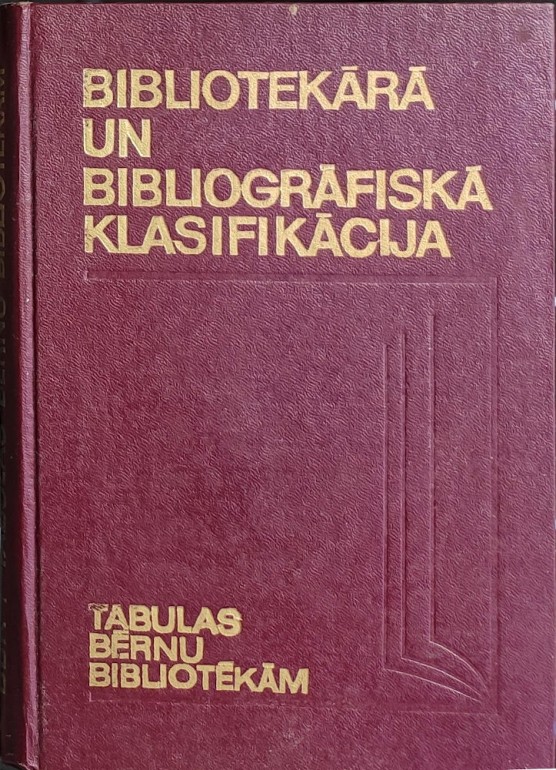 BIBLIOTEKĀRĀ
UN
BIBLIOGRĀFISKĀ
KLASIFIKĀCIJA
TABULAS
BĒRNU
BIBLIOTĒKĀM